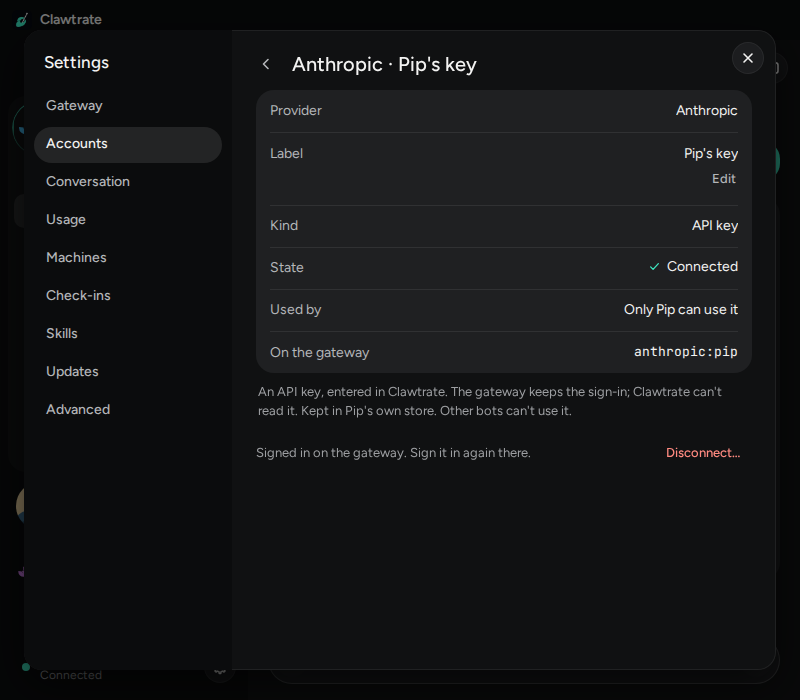 Clawtrate
Settings
Gateway
Accounts
Conversation
Usage
Machines
Check-ins
Skills
Updates
Advanced
Connected
Anthropic · Pip's key
Provider Anthropic
Label Pip's key
Edit
Kind API key
State Connected
Used by Only Pip can use it
On the gateway anthropic:pip
An API key, entered in Clawtrate. The gateway keeps the sign-in; Clawtrate can't
read it. Kept in Pip's own store. Other bots can't use it.
Signed in on the gateway. Sign it in again there. Disconnect...